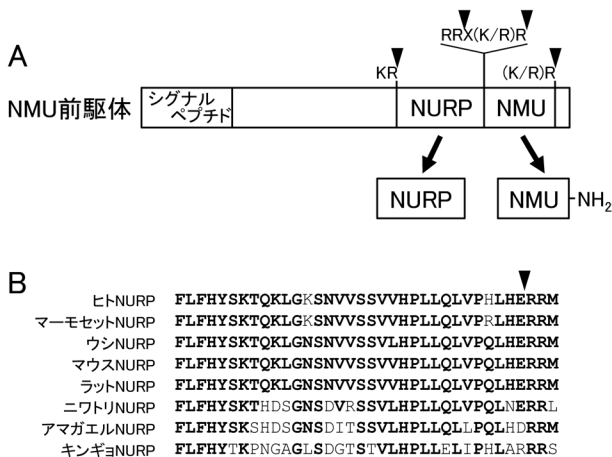 A
RRX(K/R)R
KR
(K/R)R
NMU前駆体
シグナル
ペプチド
NURP
NMU
NURP
NMU-NH2
B
ヒトNURP FLFHYSKTQKLGKSNVVSSVVHPLLQLVPHLHERRM
マーモセットNURP FLFHYSKTQKLGKSNVVSSVVHPLLQLVPRLHERRM
ウシNURP FLFHYSKTQKLGNSNVVSSVVHPLLQLVPQLHERRM
マウスNURP FLFHYSKTQKLGNSNVVSSVVHPLLQLVPQLHERRM
ラットNURP FLFHYSKTQKLGNSNVVSSVVHPLLQLVPQLHERRM
ニワトリNURP FLFHYSKTHDSGNSDVRSSVLHPLLQLVPQLNERRL
アマガエルNURP FLFHYSKSHDSGNSDITSSVLHPLLQLLPQLHDRRM
キンギョNURP FLFHYTKPNGAGLSDGTSTVLHPLLELIPHLARRRS